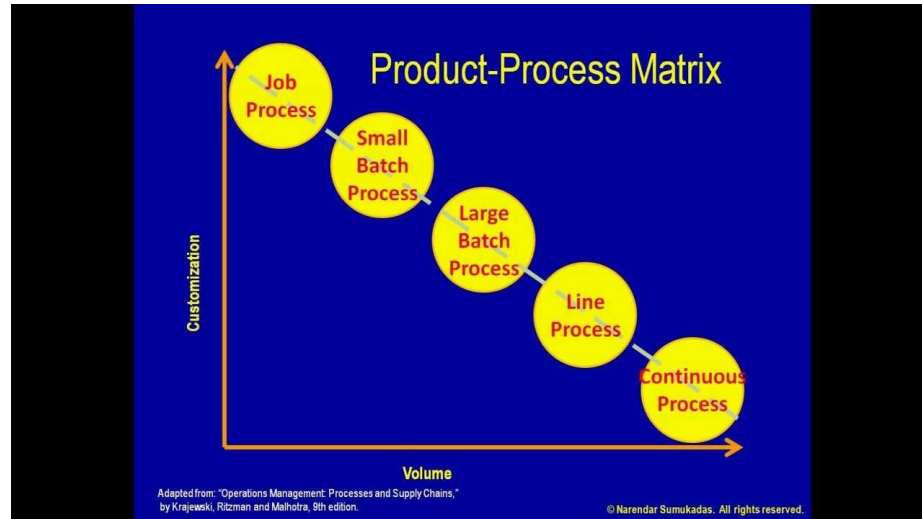 Product-Process Matrix
Job
Process
Small
Batch
Process
Large
Batch
Process
Line
Process
Continuous
Process
Customization
Volume
Adapted from: "Operations Management: Processes and Supply Chains,"
by Krajewski, Ritzman and Malhotra, 9th edition.
© Narendar Sumukadas. All rights reserved.